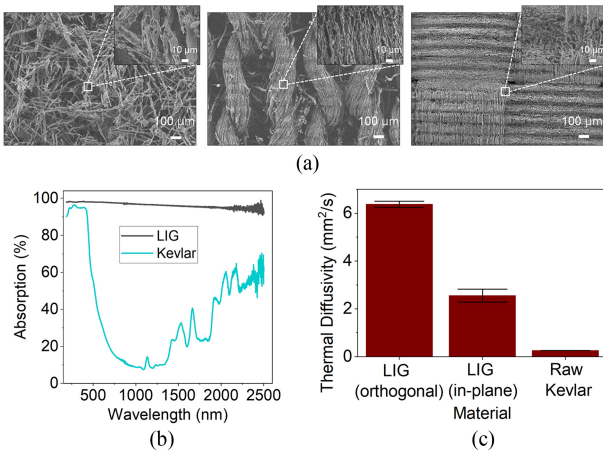 10 μm
100 μm
10 μm
100 μm
10 μm
100 μm
(a)
100
80
60
40
20
0
Absorption (%)
LIG
Kevlar
500 1000 1500 2000 2500
Wavelength (nm)
(b)
6
4
2
0
Thermal Diffusivity (mm²/s)
LIG
(orthogonal)
LIG
(in-plane)
Raw
Kevlar
Material
(c)